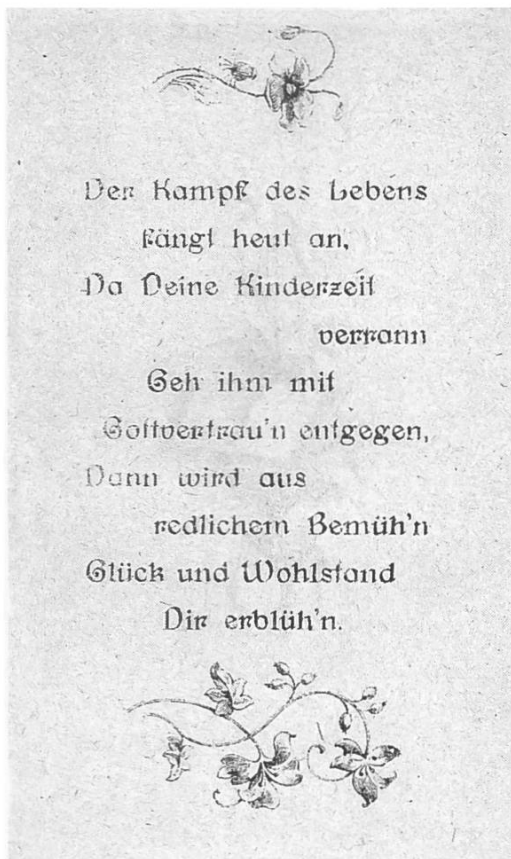 Der Kampf des Lebens
fängt heut an,
Da Deine Kinderzeit
verrann
Geh ihm mit
Gottvertrau'n entgegen,
Dann wird aus
redlichem Bemüh'n
Glück und Wohlstand
Dir erblüh'n.